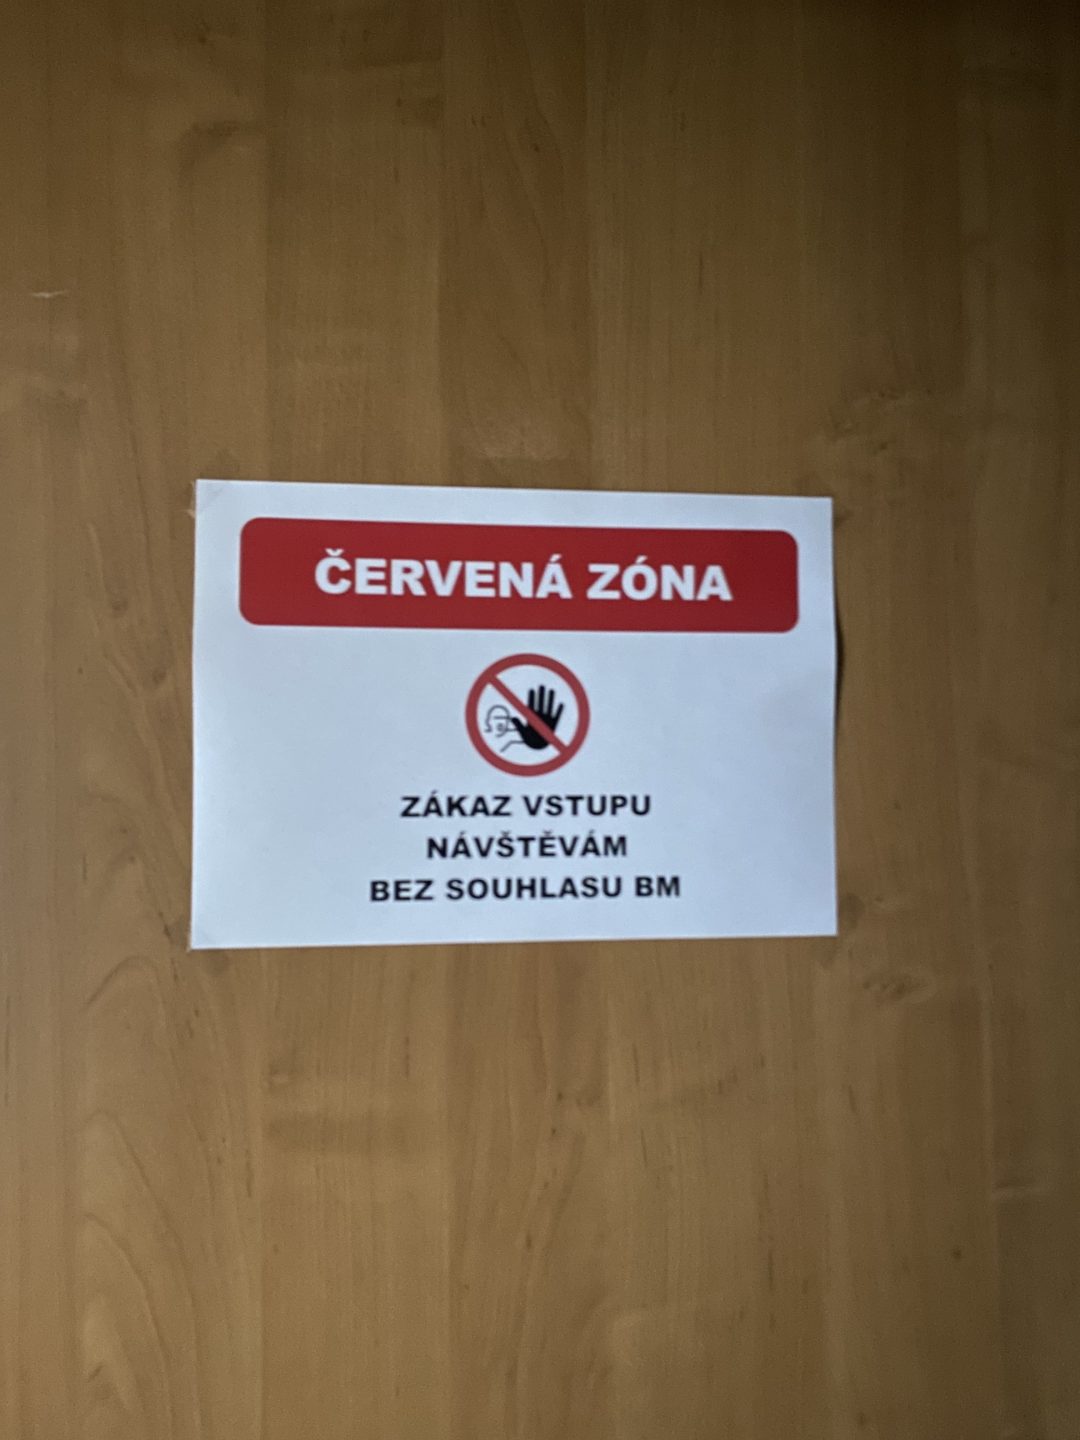 ČERVENÁ ZÓNA
ZÁKAZ VSTUPU
NÁVŠTĚVÁM
BEZ SOUHLASU BM